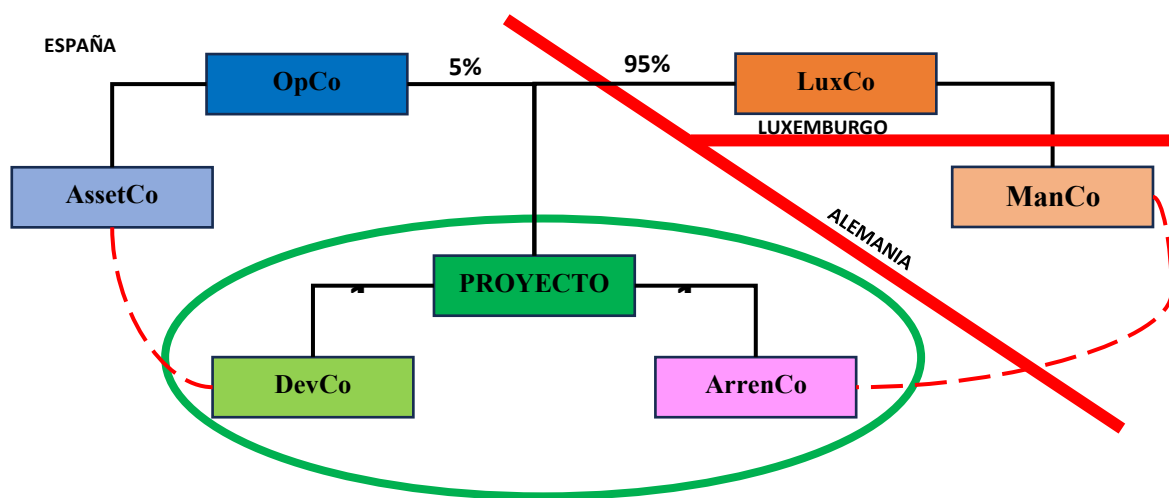 ESPAÑA
OpCo
5%
95%
LuxCo
LUXEMBURGO
AssetCo
ManCo
ALEMANIA
PROYECTO
DevCo
ArrenCo